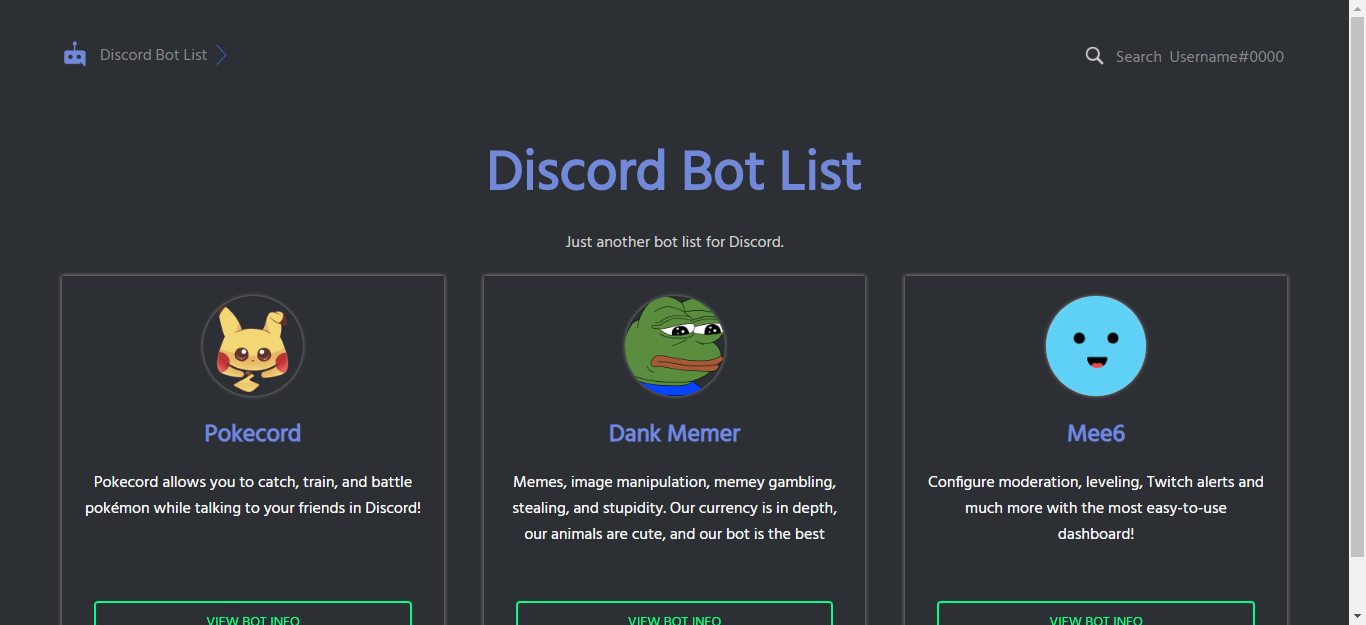 Discord Bot List
Search Username#0000
Discord Bot List
Just another bot list for Discord.
Pokecord
Pokecord allows you to catch, train, and battle
pokémon while talking to your friends in Discord!
VIEW BOT INFO
Dank Memer
Memes, image manipulation, memey gambling,
stealing, and stupidity. Our currency is in depth,
our animals are cute, and our bot is the best
VIEW BOT INFO
Mee6
Configure moderation, leveling, Twitch alerts and
much more with the most easy-to-use
dashboard!
VIEW BOT INFO